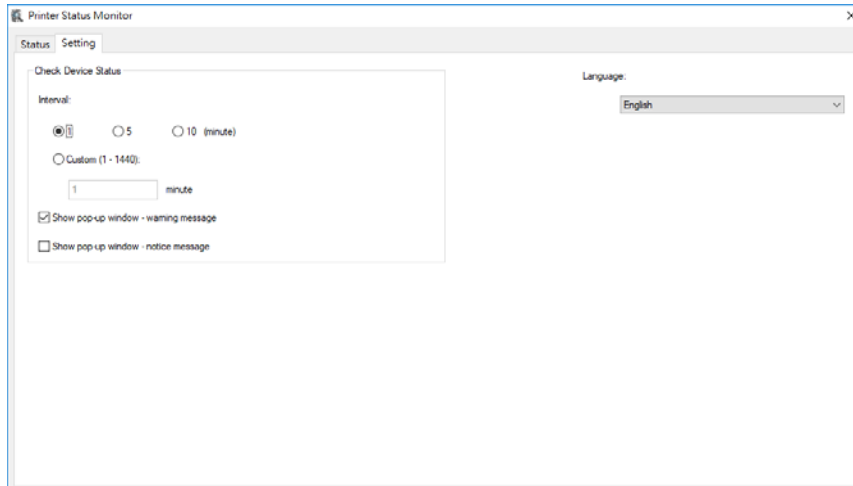 Printer Status Monitor
Status Setting
Check Device Status
Language:
Interval:
English
1 5 10 (minute)
Custom (1 - 1440):
1 minute
Show pop-up window - warning message
Show pop-up window - notice message